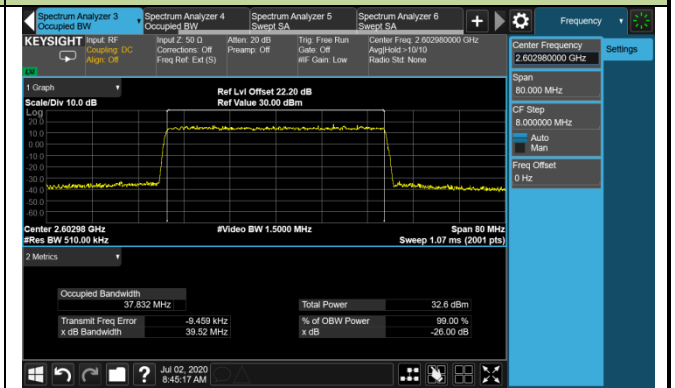 Spectrum Analyzer 3
Occupied BW
Spectrum Analyzer 4
Occupied BW
Spectrum Analyzer 5
Swept SA
Spectrum Analyzer 6
Swept SA
Frequency
KEYSIGHT
Input: RF
Coupling: DC
Align: Off
Input Z: 50 Ω
Corrections: Off
Freq Ref: Ext (S)
Atten: 20 dB
Preamp: Off
Trig: Free Run
Gate: Off
#IF Gain: Low
Center Freq: 2.602980000 GHz
Avg|Hold:>10/10
Radio Std: None
LW
1 Graph
Scale/Div 10.0 dB
Ref Lvl Offset 22.20 dB
Ref Value 30.00 dBm
Log
20.0
10.0
0.00
-10.0
-20.0
-30.0
-40.0
-50.0
-60.0
Center 2.60298 GHz
#Res BW 510.00 kHz
#Video BW 1.5000 MHz
Span 80 MHz
Sweep 1.07 ms (2001 pts)
2 Metrics
Occupied Bandwidth
37.832 MHz
Total Power
32.6 dBm
Transmit Freq Error
-9.459 kHz
% of OBW Power
99.00 %
x dB Bandwidth
39.52 MHz
x dB
-26.00 dB
Jul 02, 2020
8:45:17 AM
Center Frequency
2.602980000 GHz
Settings
Span
80.000 MHz
CF Step
8.000000 MHz
Auto
Man
Freq Offset
0 Hz